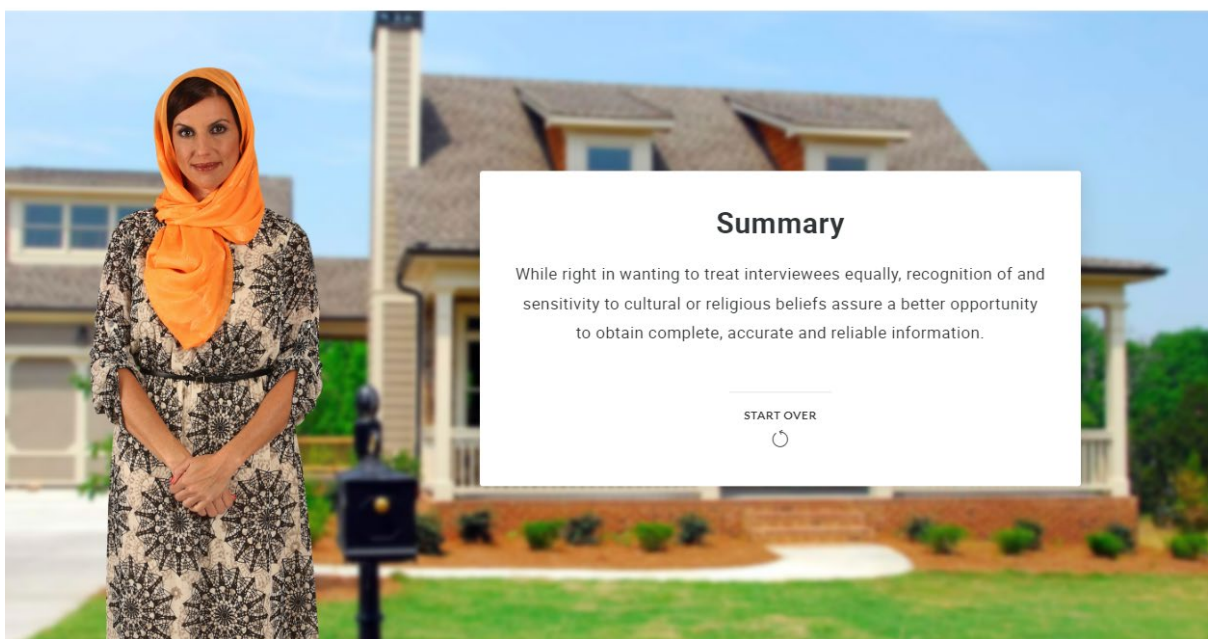 Summary
While right in wanting to treat interviewees equally, recognition of and
sensitivity to cultural or religious beliefs assure a better opportunity
to obtain complete, accurate and reliable information.
START OVER